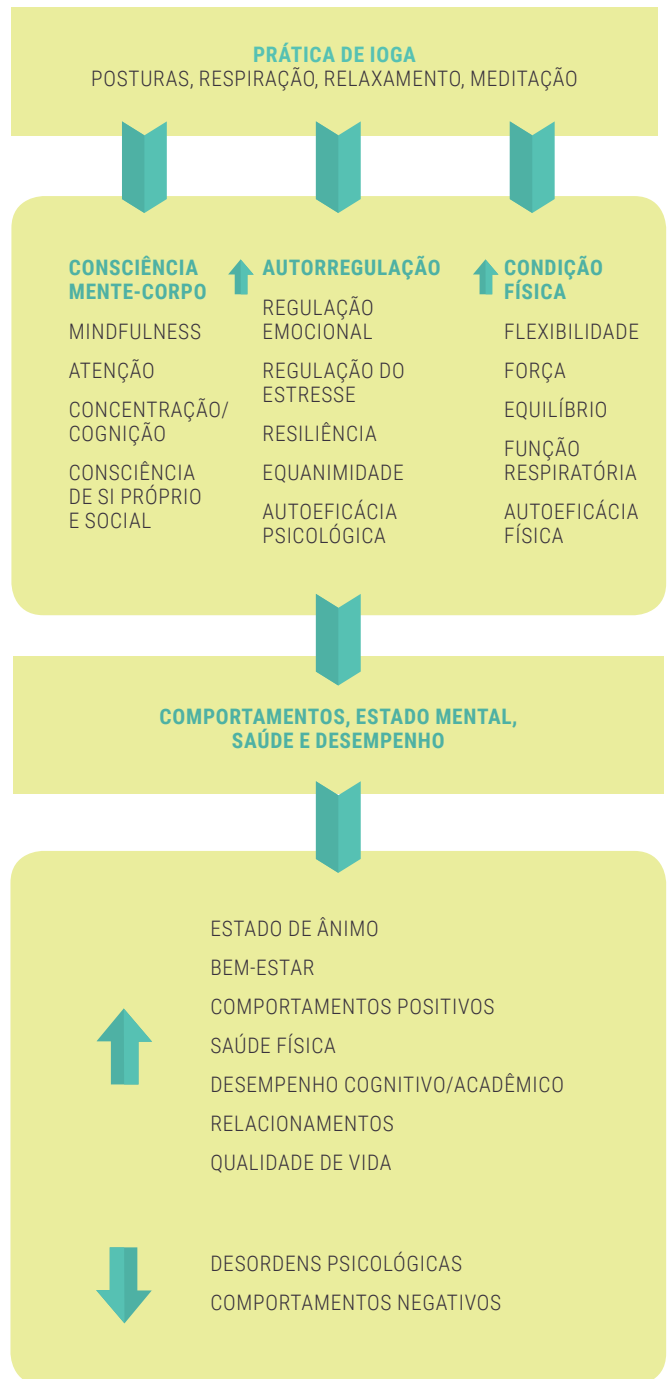 PRÁTICA DE IOGA
POSTURAS, RESPIRAÇÃO, RELAXAMENTO, MEDITAÇÃO
CONSCIÊNCIA
MENTE-CORPO
MINDFULNESS
ATENÇÃO
CONCENTRAÇÃO/
COGNIÇÃO
CONSCIÊNCIA
DE SI PRÓPRIO
E SOCIAL
AUTORREGULAÇÃO
REGULAÇÃO
EMOCIONAL
REGULAÇÃO DO
ESTRESSE
RESILIÊNCIA
EQUANIMIDADE
AUTOEFICÁCIA
PSICOLÓGICA
CONDIÇÃO
FÍSICA
FLEXIBILIDADE
FORÇA
EQUILÍBRIO
FUNÇÃO
RESPIRATÓRIA
AUTOEFICÁCIA
FÍSICA
COMPORTAMENTOS, ESTADO MENTAL,
SAÚDE E DESEMPENHO
ESTADO DE ÂNIMO
BEM-ESTAR
COMPORTAMENTOS POSITIVOS
SAÚDE FÍSICA
DESEMPENHO COGNITIVO/ACADÊMICO
RELACIONAMENTOS
QUALIDADE DE VIDA
DESORDENS PSICOLÓGICAS
COMPORTAMENTOS NEGATIVOS